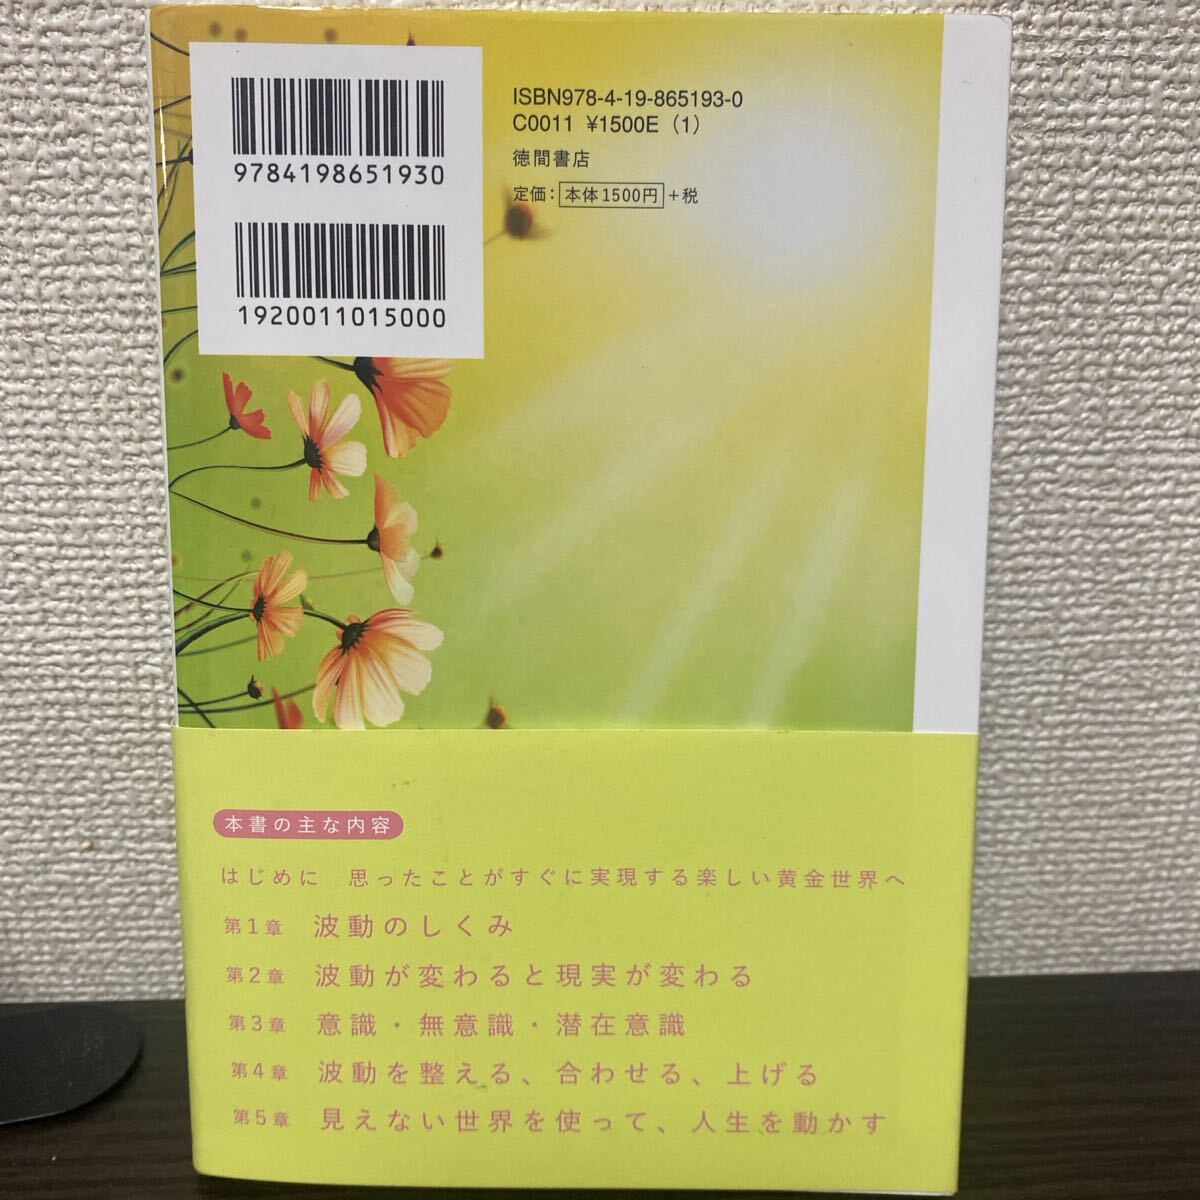 9784198651930
1920011015000
ISBN978-4-19-865193-0
C0011 ¥1500E (1)
徳間書店
定価：本体1500円＋税
本書の主な内容
はじめに 思ったことがすぐに実現する楽しい黄金世界へ
第1章 波動のしくみ
第2章 波動が変わると現実が変わる
第3章 意識・無意識・潜在意識
第4章 波動を整える、合わせる、上げる
第5章 見えない世界を使って、人生を動かす